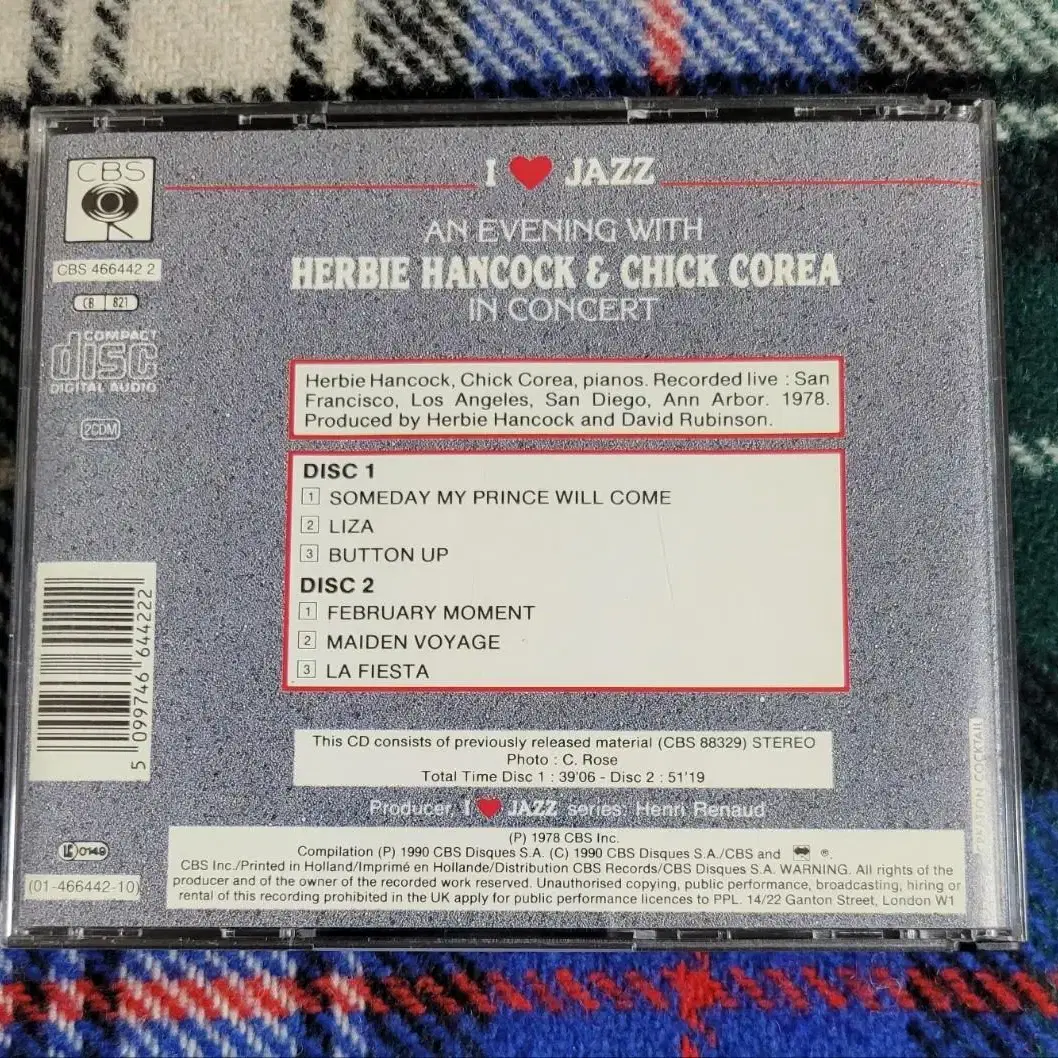 CBS
I ♥ JAZZ
AN EVENING WITH
HERBIE HANCOCK & CHICK COREA
IN CONCERT
CBS 466442 2
CB 821
COMPACT
disc
DIGITAL AUDIO
2CDM
Herbie Hancock, Chick Corea, pianos. Recorded live : San
Francisco, Los Angeles, San Diego, Ann Arbor. 1978.
Produced by Herbie Hancock and David Rubinson.
DISC 1
1 SOMEDAY MY PRINCE WILL COME
2 LIZA
3 BUTTON UP
DISC 2
1 FEBRUARY MOMENT
2 MAIDEN VOYAGE
3 LA FIESTA
5 099746 644222
This CD consists of previously released material (CBS 88329) STEREO
Photo : C. Rose
Total Time Disc 1 : 39'06 - Disc 2 : 51'19
Producer, I ♥ JAZZ series: Henri Renaud
LC 0149
(01-466442-10)
(P) 1978 CBS Inc.
Compilation (P) 1990 CBS Disques S.A. (C) 1990 CBS Disques S.A./CBS and ®.
CBS Inc./Printed in Holland/Imprimé en Hollande/Distribution CBS Records/CBS Disques S.A. WARNING. All rights of the
producer and of the owner of the recorded work reserved. Unauthorised copying, public performance, broadcasting, hiring or
rental of this recording prohibited in the UK apply for public performance licences to PPL. 14/22 Ganton Street, London W1
COCKTAIL